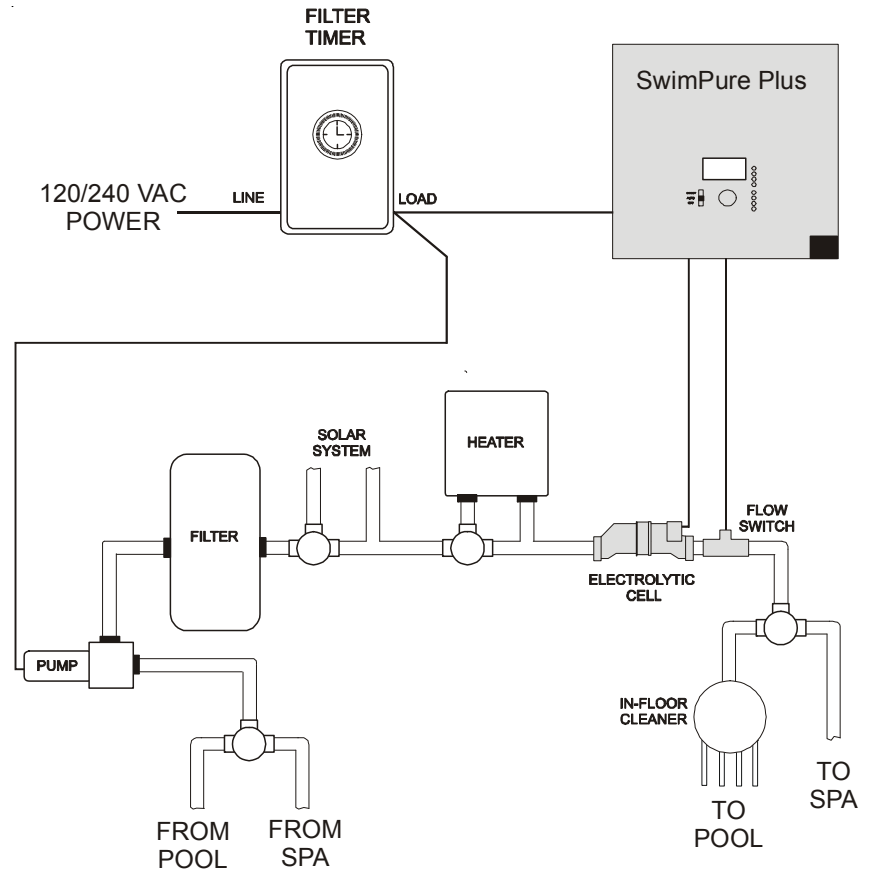 FILTER
TIMER
SwimPure Plus
120/240 VAC
POWER
LINE
LOAD
SOLAR
SYSTEM
HEATER
FILTER
FLOW
SWITCH
ELECTROLYTIC
CELL
PUMP
IN-FLOOR
CLEANER
TO
SPA
TO
POOL
FROM
POOL
FROM
SPA